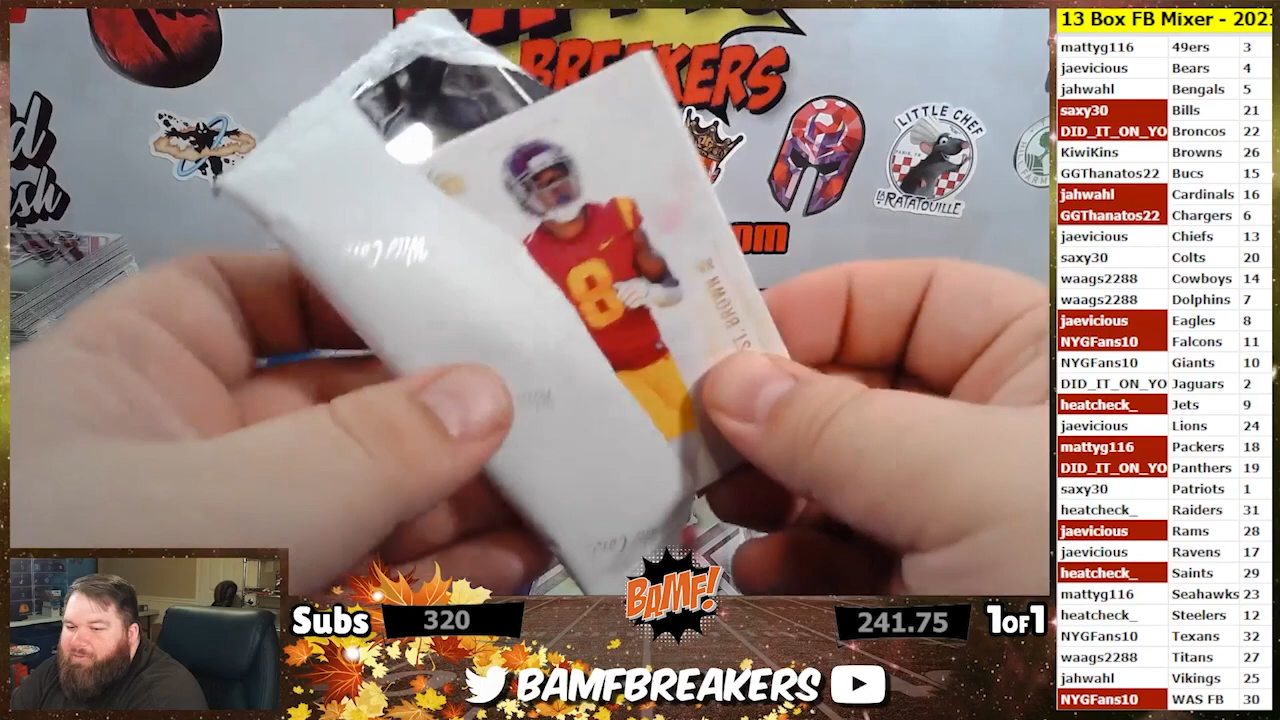 13 Box FB Mixer - 202
mattyg116 49ers 3
jaevicious Bears 4
jahwahl Bengals 5
saxy30 Bills 21
DID_IT_ON_YO Broncos 22
KiwiKins Browns 26
GGThanatos22 Bucs 15
jahwahl Cardinals 16
GGThanatos22 Chargers 6
jaevicious Chiefs 13
saxy30 Colts 20
waags2288 Cowboys 14
waags2288 Dolphins 7
jaevicious Eagles 8
NYGFans10 Falcons 11
NYGFans10 Giants 10
DID_IT_ON_YO Jaguars 2
heatcheck_ Jets 9
jaevicious Lions 24
mattyg116 Packers 18
DID_IT_ON_YO Panthers 19
saxy30 Patriots 1
heatcheck_ Raiders 31
jaevicious Rams 28
jaevicious Ravens 17
heatcheck_ Saints 29
mattyg116 Seahawks 23
heatcheck_ Steelers 12
NYGFans10 Texans 32
waags2288 Titans 27
jahwahl Vikings 25
NYGFans10 WAS FB 30
BREAKERS
LITTLE CHEF
LA RATATOUILLE
8
ST. BROWN
BAMF!
Subs 320
241.75 1OF1
BAMFBREAKERS